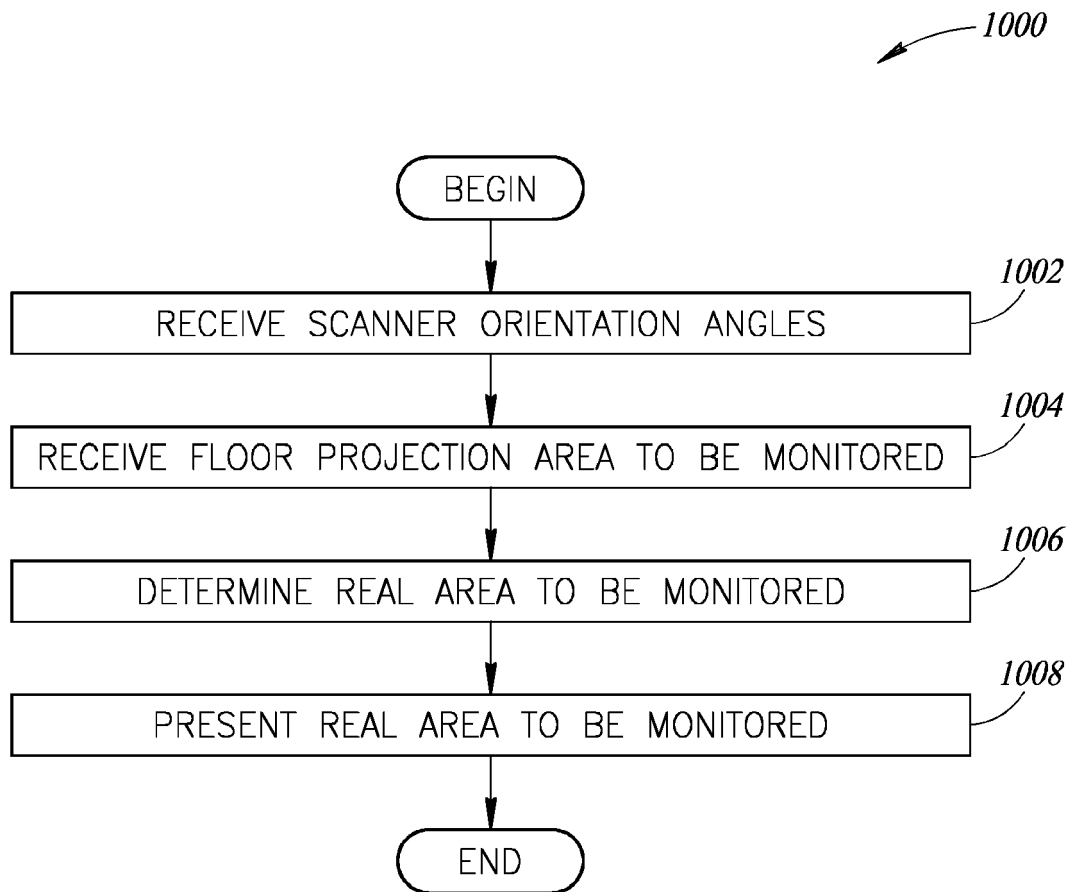 1000
BEGIN
1002
RECEIVE SCANNER ORIENTATION ANGLES
1004
RECEIVE FLOOR PROJECTION AREA TO BE MONITORED
1006
DETERMINE REAL AREA TO BE MONITORED
1008
PRESENT REAL AREA TO BE MONITORED
END